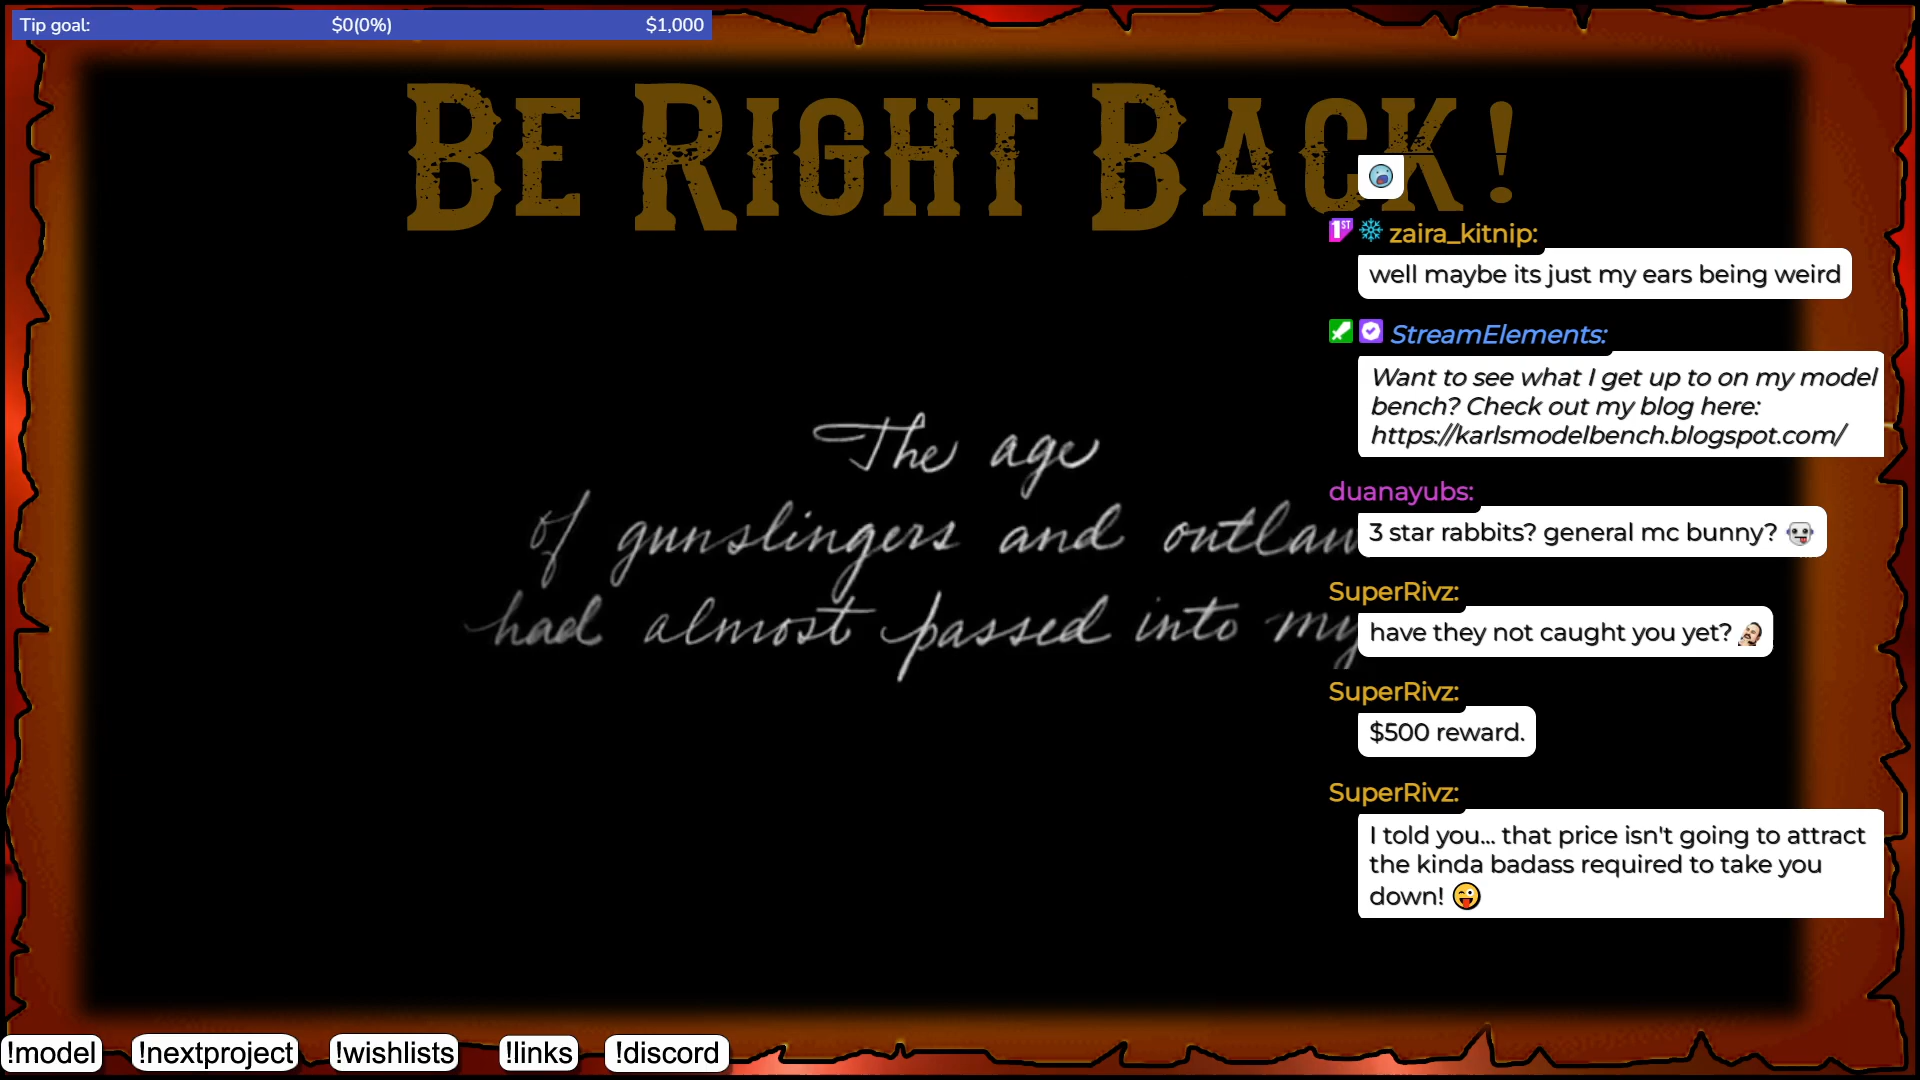 Tip goal: $0(0%) $1,000
Be Right Back!
1ST zaira_kitnip:
well maybe its just my ears being weird
StreamElements:
Want to see what I get up to on my model
bench? Check out my blog here:
https://karlsmodelbench.blogspot.com/
duanayubs:
3 star rabbits? general mc bunny?
SuperRivz:
have they not caught you yet?
SuperRivz:
$500 reward.
SuperRivz:
I told you... that price isn't going to attract
the kinda badass required to take you
down!
The age
of gunslingers and outlaw
had almost passed into my
!model !nextproject !wishlists !links !discord